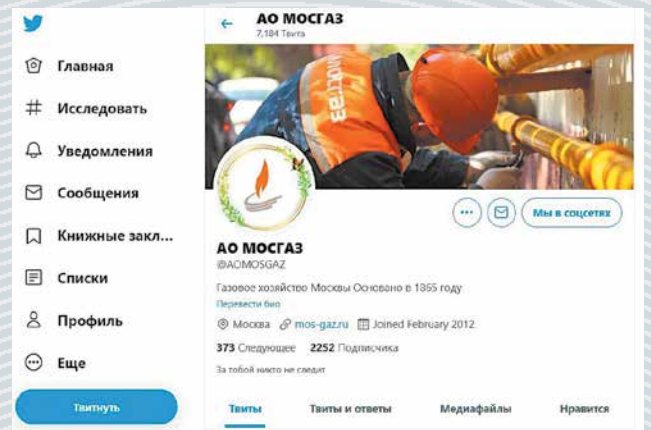 Главная
Исследовать
Уведомления
Сообщения
Книжные закл...
Списки
Профиль
Еще
Твитнуть
АО МОСГАЗ
7,184 Твита
МОСГАЗ
Мы в соцсетях
АО МОСГАЗ
@AOMOSGAZ
Газовое хозяйство Москвы Основано в 1865 году
Перевести био
Москва mos-gaz.ru Joined February 2012
373 Следующее 2252 Подписчика
За тобой никто не следит
Твиты Твиты и ответы Медиафайлы Нравится